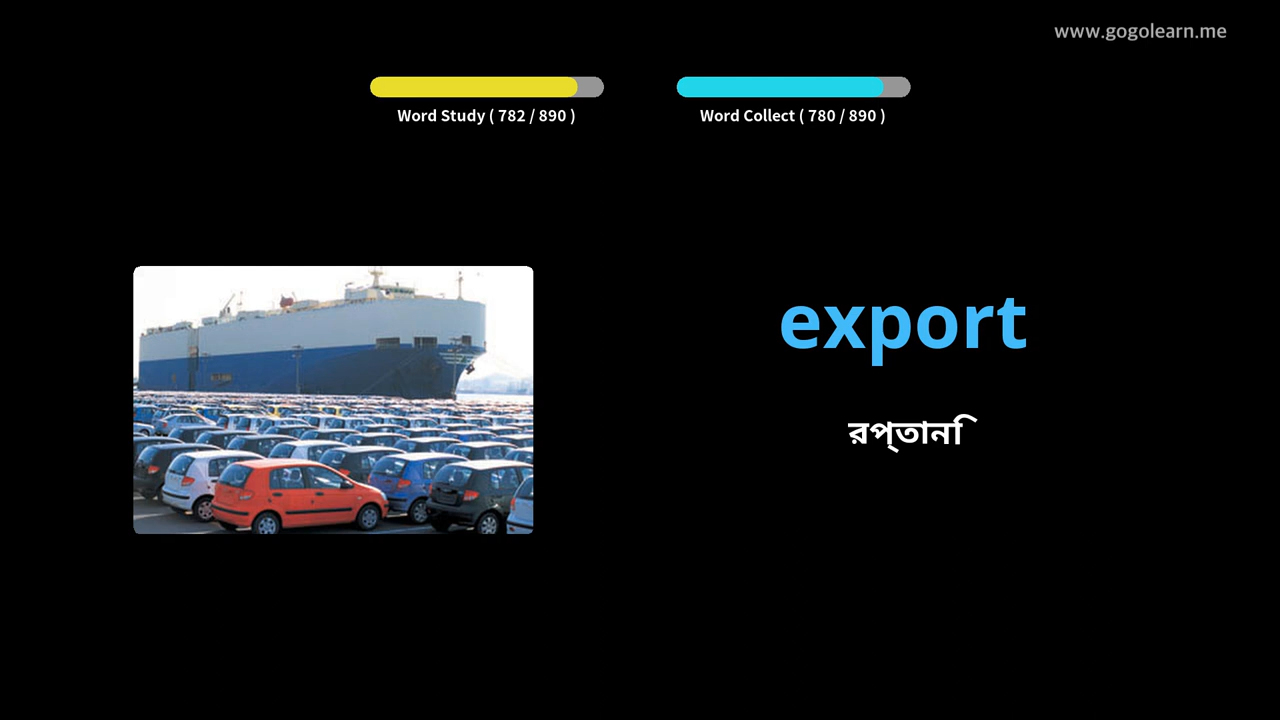 www.gogolearn.me
Word Study ( 782 / 890 )
Word Collect ( 780 / 890 )
export
রপ্তানি